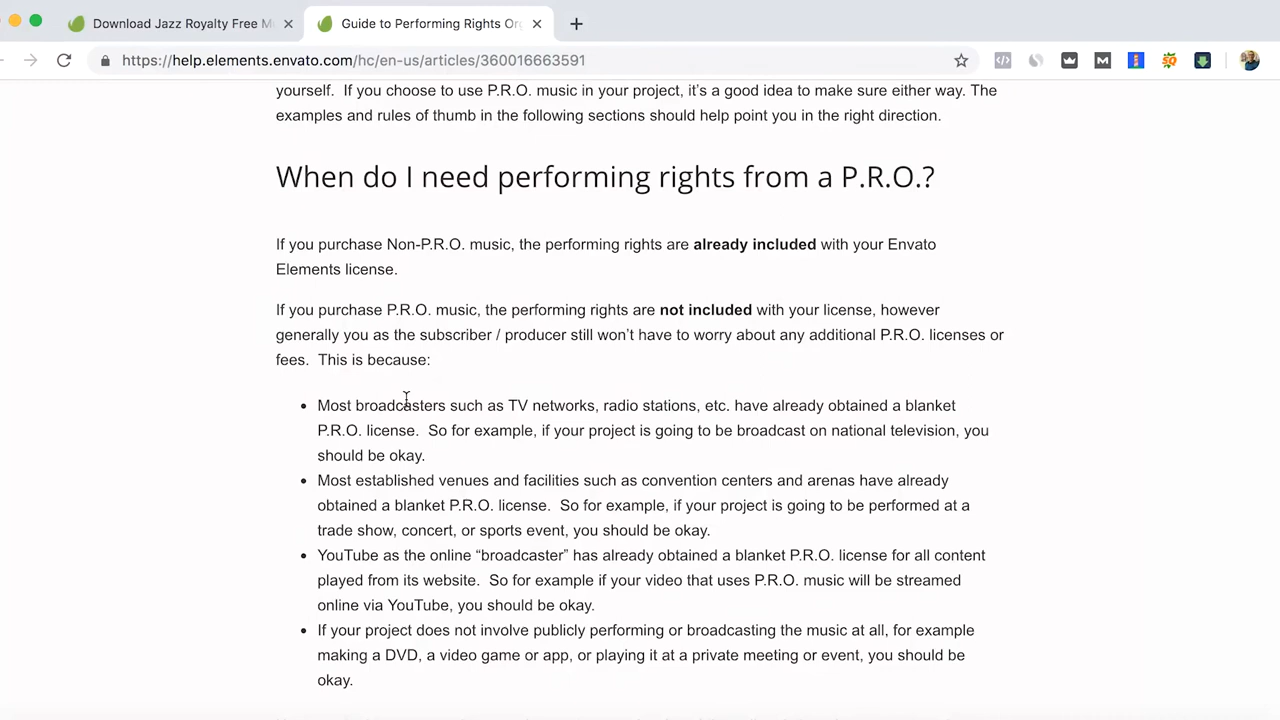 Download Jazz Royalty Free M
Guide to Performing Rights Or
https://help.elements.envato.com/hc/en-us/articles/360016663591
yourself.  If you choose to use P.R.O. music in your project, it's a good idea to make sure either way. The
examples and rules of thumb in the following sections should help point you in the right direction.
When do I need performing rights from a P.R.O.?
If you purchase Non-P.R.O. music, the performing rights are already included with your Envato
Elements license.
If you purchase P.R.O. music, the performing rights are not included with your license, however
generally you as the subscriber / producer still won't have to worry about any additional P.R.O. licenses or
fees.  This is because:
• Most broadcasters such as TV networks, radio stations, etc. have already obtained a blanket
P.R.O. license.  So for example, if your project is going to be broadcast on national television, you
should be okay.
• Most established venues and facilities such as convention centers and arenas have already
obtained a blanket P.R.O. license.  So for example, if your project is going to be performed at a
trade show, concert, or sports event, you should be okay.
• YouTube as the online “broadcaster” has already obtained a blanket P.R.O. license for all content
played from its website.  So for example if your video that uses P.R.O. music will be streamed
online via YouTube, you should be okay.
• If your project does not involve publicly performing or broadcasting the music at all, for example
making a DVD, a video game or app, or playing it at a private meeting or event, you should be
okay.